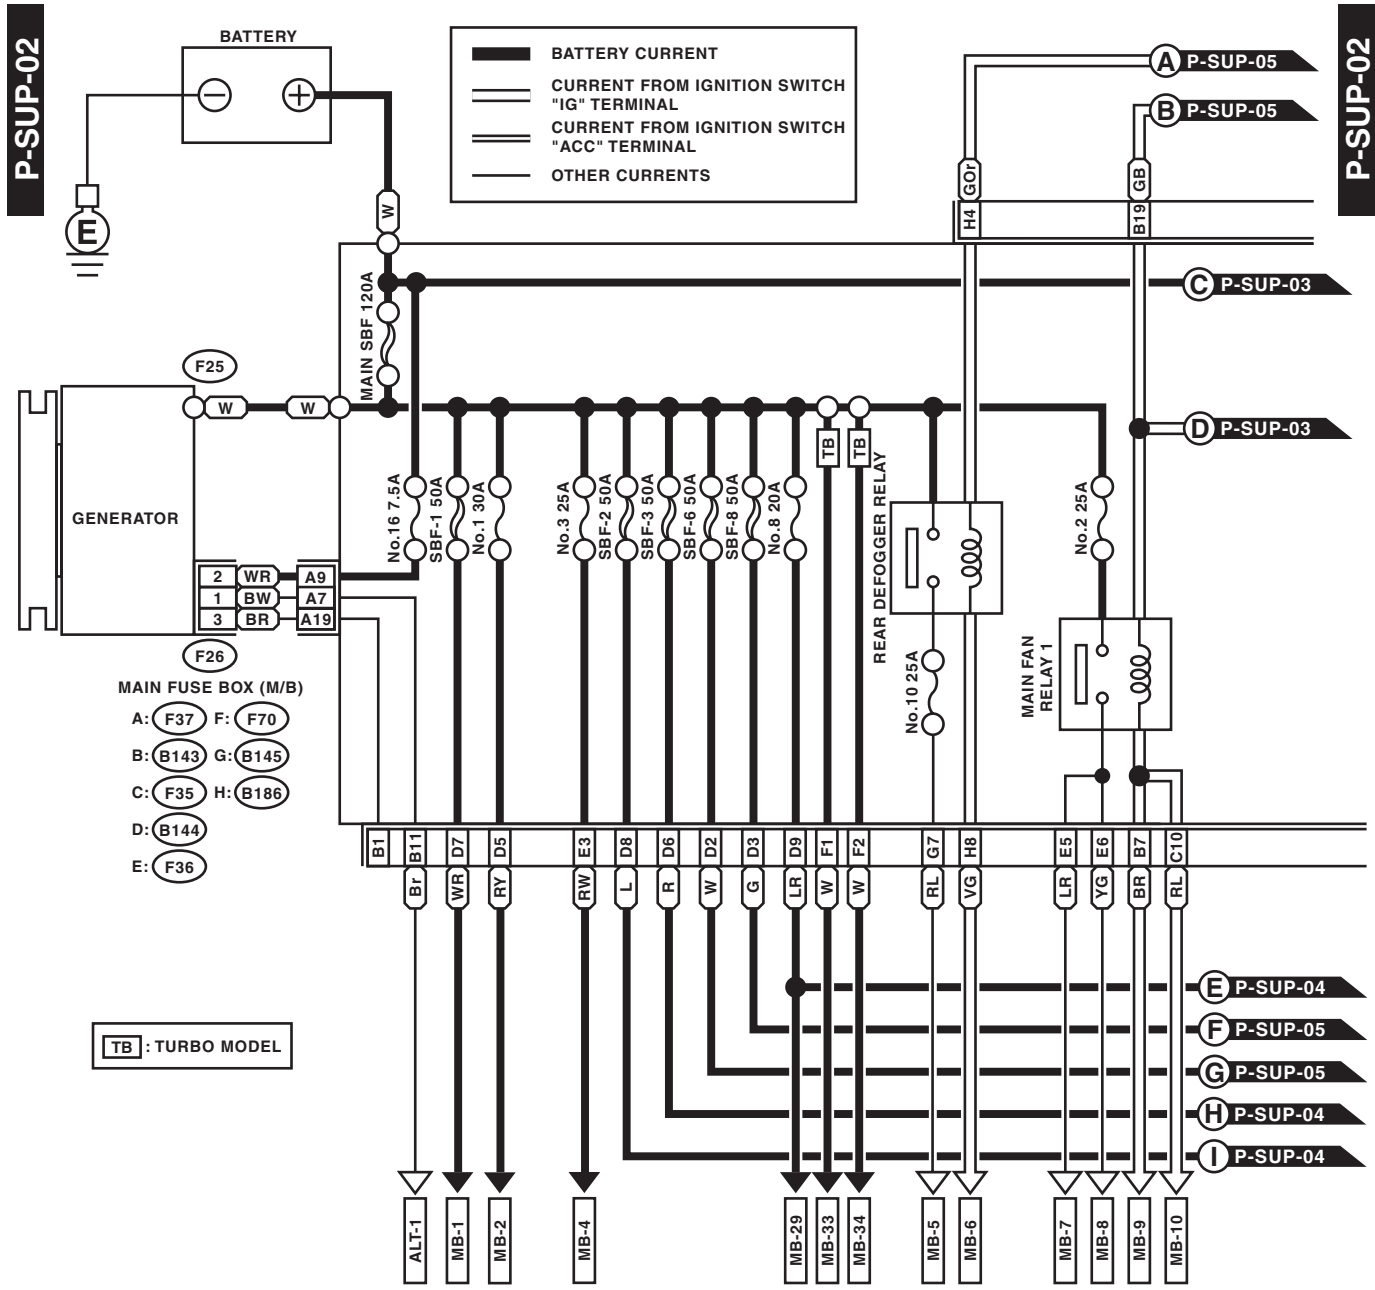 P-SUP-02
P-SUP-02
BATTERY
BATTERY CURRENT
CURRENT FROM IGNITION SWITCH
"IG" TERMINAL
CURRENT FROM IGNITION SWITCH
"ACC" TERMINAL
OTHER CURRENTS
A P-SUP-05
B P-SUP-05
E
W
GOr
GB
H4
B19
MAIN SBF 120A
C P-SUP-03
F25
W
W
D P-SUP-03
TB
TB
GENERATOR
No.16 7.5A
SBF-1 50A
No.1 30A
No.3 25A
SBF-2 50A
SBF-3 50A
SBF-6 50A
SBF-8 50A
No.8 20A
REAR DEFOGGER RELAY
No.2 25A
2 WR A9
1 BW A7
3 BR A19
F26
No.10 25A
MAIN FAN
RELAY 1
MAIN FUSE BOX (M/B)
A: F37 F: F70
B: B143 G: B145
C: F35 H: B186
D: B144
E: F36
B1 B11 D7 D5 E3 D8 D6 D2 D3 D9 F1 F2 G7 H8 E5 E6 B7 C10
Br WR RY RW L R W G LR W W RL VG LR YG BR RL
E P-SUP-04
F P-SUP-05
G P-SUP-05
H P-SUP-04
I P-SUP-04
TB : TURBO MODEL
ALT-1 MB-1 MB-2 MB-4 MB-29 MB-33 MB-34 MB-5 MB-6 MB-7 MB-8 MB-9 MB-10